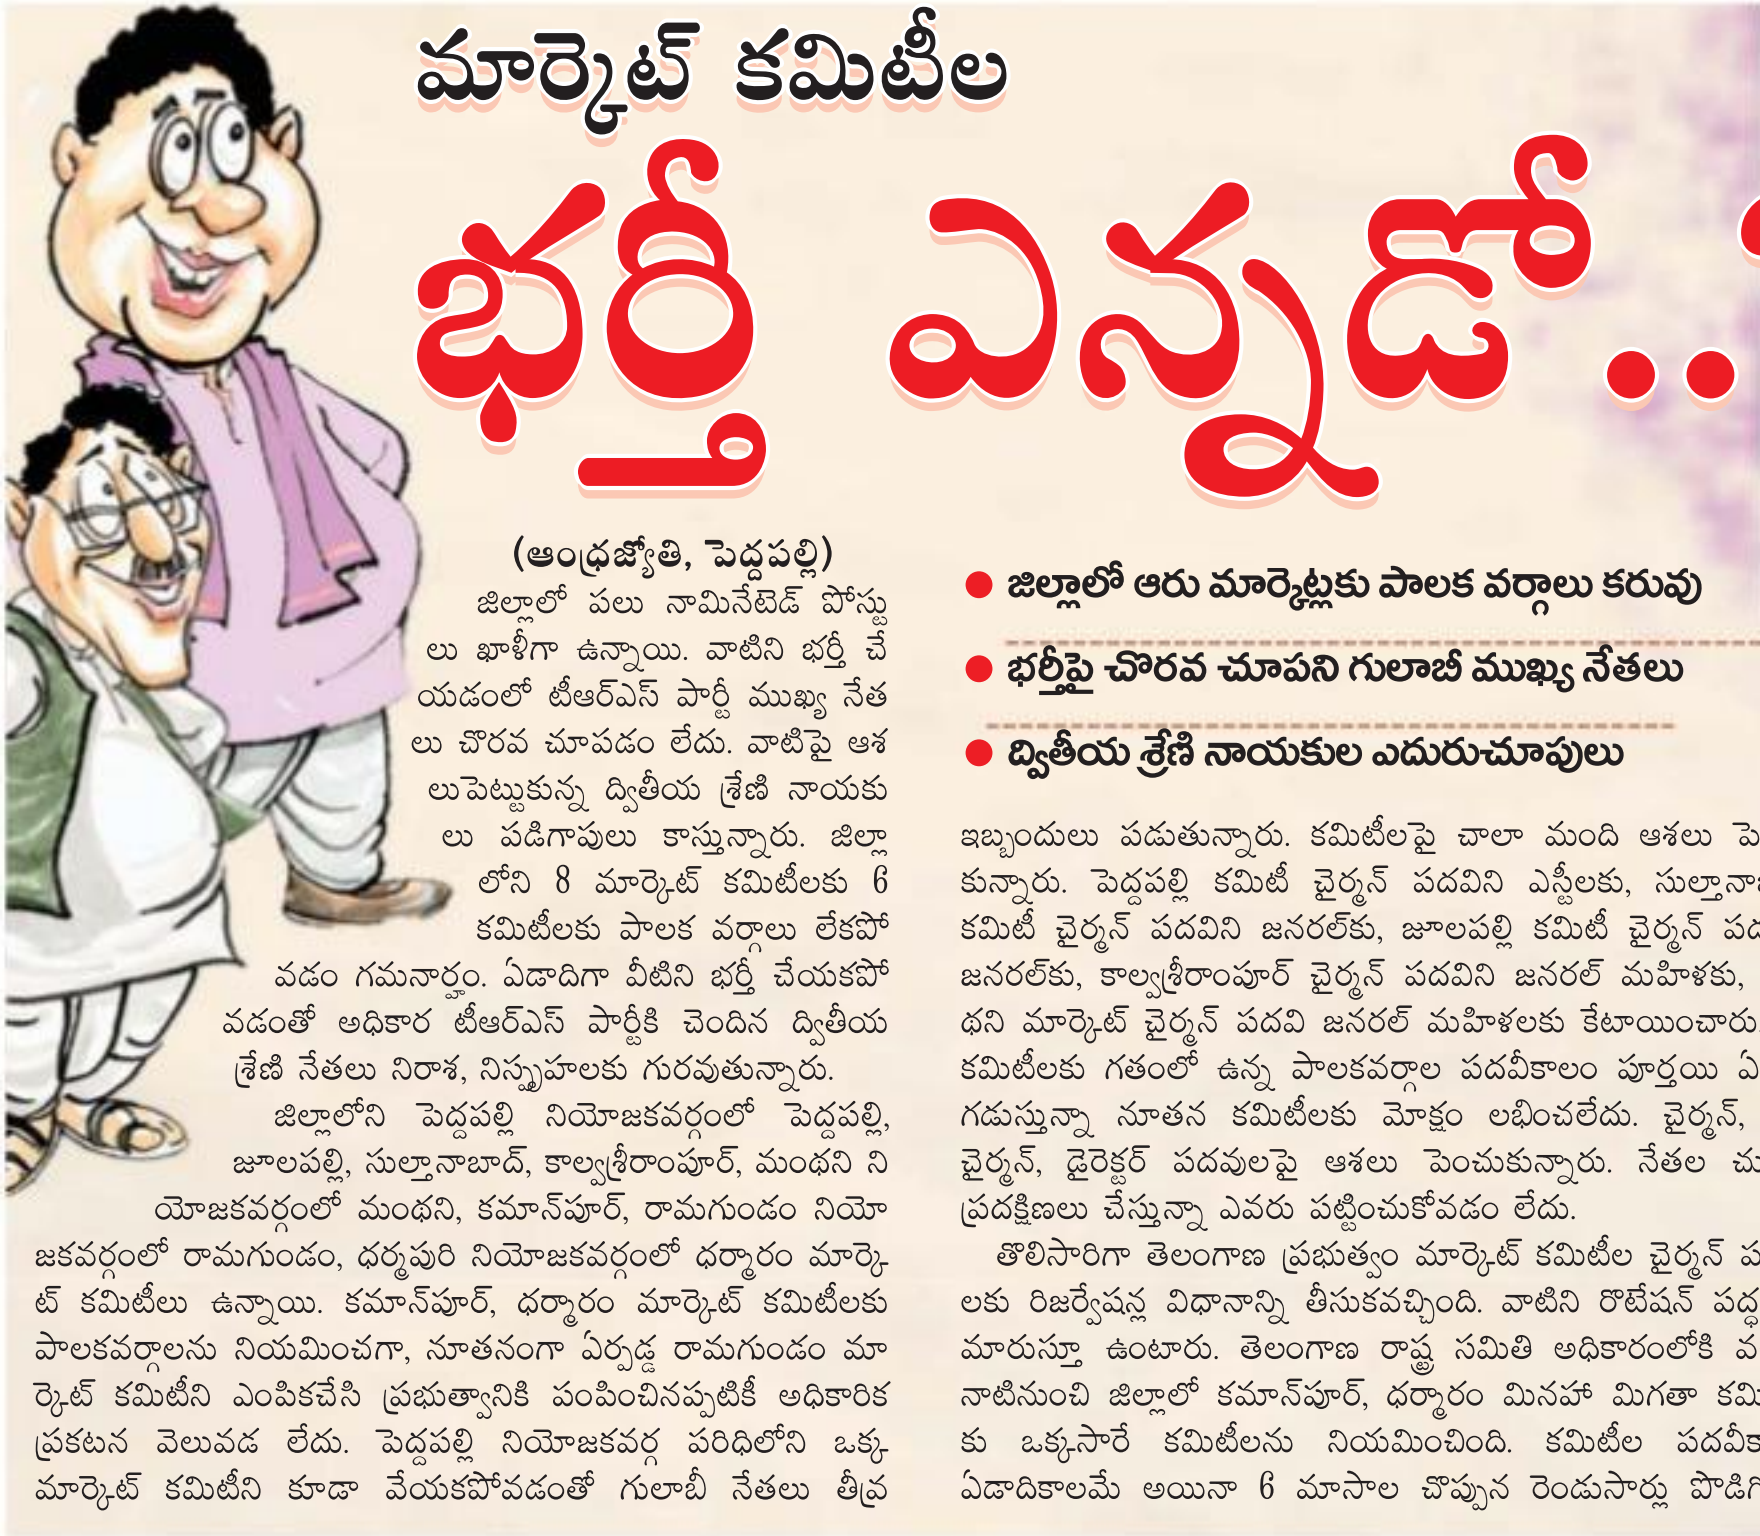 మార్కెట్ కమిటీల
భర్తీ ఎన్నడో..
(ఆంధ్రజ్యోతి, పెద్దపల్లి)
జిల్లాలో పలు నామినేటెడ్ పోస్టు
లు ఖాళీగా ఉన్నాయి. వాటిని భర్తీ చే
యడంలో టీఆర్ఎస్ పార్టీ ముఖ్య నేత
లు చొరవ చూపడం లేదు. వాటిపై ఆశ
లుపెట్టుకున్న ద్వితీయ శ్రేణి నాయకు
లు పడిగాపులు కాస్తున్నారు. జిల్లా
లోని 8 మార్కెట్ కమిటీలకు 6
కమిటీలకు పాలక వర్గాలు లేకపో
వడం గమనార్హం. ఏడాదిగా వీటిని భర్తీ చేయకపో
వడంతో అధికార టీఆర్ఎస్ పార్టీకి చెందిన ద్వితీయ
శ్రేణి నేతలు నిరాశ, నిస్పృహలకు గురవుతున్నారు.
జిల్లాలోని పెద్దపల్లి నియోజకవర్గంలో పెద్దపల్లి,
జూలపల్లి, సుల్తానాబాద్, కాల్వశ్రీరాంపూర్, మంథని ని
యోజకవర్గంలో మంథని, కమాన్‌పూర్, రామగుండం నియో
జకవర్గంలో రామగుండం, ధర్మపురి నియోజకవర్గంలో ధర్మారం మార్కె
ట్ కమిటీలు ఉన్నాయి. కమాన్‌పూర్, ధర్మారం మార్కెట్ కమిటీలకు
పాలకవర్గాలను నియమించగా, నూతనంగా ఏర్పడ్డ రామగుండం మా
ర్కెట్ కమిటీని ఎంపికచేసి ప్రభుత్వానికి పంపించినప్పటికీ అధికారిక
ప్రకటన వెలువడ లేదు. పెద్దపల్లి నియోజకవర్గ పరిధిలోని ఒక్క
మార్కెట్ కమిటీని కూడా వేయకపోవడంతో గులాబీ నేతలు తీవ్ర
● జిల్లాలో ఆరు మార్కెట్లకు పాలక వర్గాలు కరువు
● భర్తీపై చొరవ చూపని గులాబీ ముఖ్య నేతలు
● ద్వితీయ శ్రేణి నాయకుల ఎదురుచూపులు
ఇబ్బందులు పడుతున్నారు. కమిటీలపై చాలా మంది ఆశలు పె
కున్నారు. పెద్దపల్లి కమిటీ చైర్మన్ పదవిని ఎస్టీలకు,
కమిటీ చైర్మన్ పదవిని జనరల్‌కు, జూలపల్లి కమిటీ చైర్మన్
జనరల్‌కు, కాల్వశ్రీరాంపూర్ చైర్మన్ పదవిని జనరల్ మహిళకు,
థని మార్కెట్ చైర్మన్ పదవి జనరల్ మహిళలకు కేటాయించారు.
కమిటీలకు గతంలో ఉన్న పాలకవర్గాల పదవీకాలం పూర్తయి ఏ
గడుస్తున్నా నూతన కమిటీలకు మోక్షం లభించలేదు. చైర్మన్,
చైర్మన్, డైరెక్టర్ పదవులపై ఆశలు పెంచుకున్నారు. నేతల చు
ప్రదక్షిణలు చేస్తున్నా ఎవరు పట్టించుకోవడం లేదు.
తొలిసారిగా తెలంగాణ ప్రభుత్వం మార్కెట్ కమిటీల చైర్మన్ ప
లకు రిజర్వేషన్ల విధానాన్ని తీసుకవచ్చింది. వాటిని రొటేషన్ పద్ధ
మారుస్తూ ఉంటారు. తెలంగాణ రాష్ట్ర సమితి అధికారంలోకి వ
నాటినుంచి జిల్లాలో కమాన్‌పూర్, ధర్మారం మినహా మిగతా కమి
కు ఒక్కసారే కమిటీలను నియమించింది. కమిటీల పదవీకా
ఏడాదికాలమే అయినా 6 మాసాల చొప్పున రెండుసార్లు పొడిగి